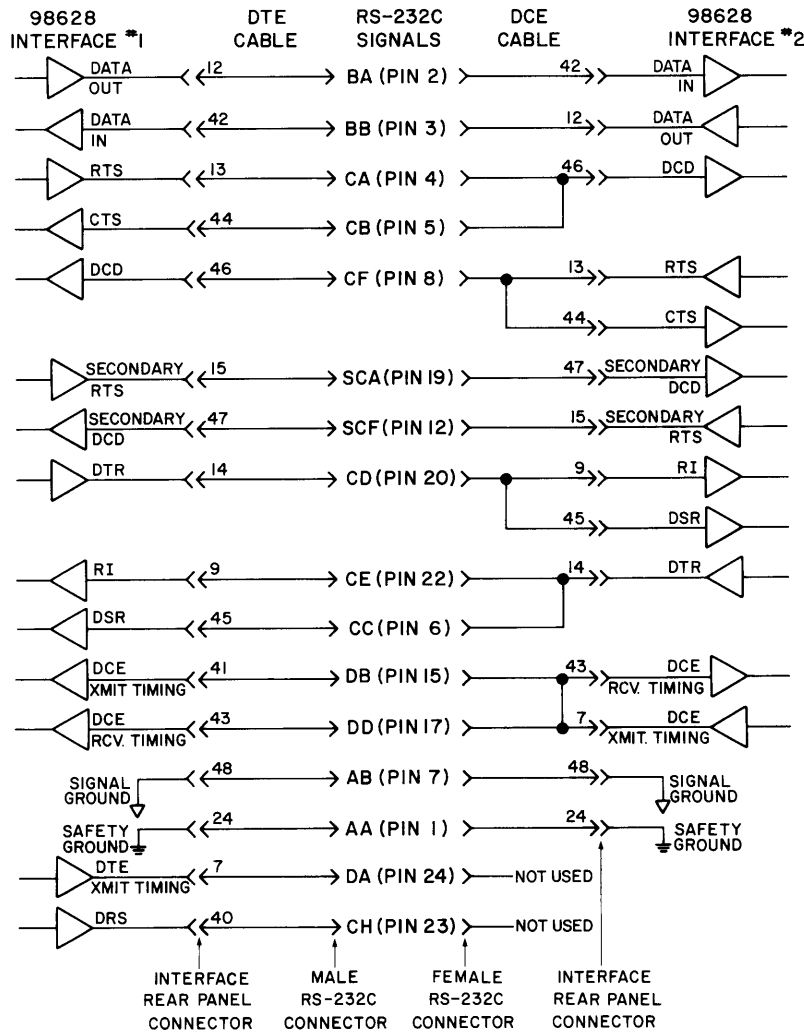 98628 INTERFACE #1 DTE CABLE RS-232C SIGNALS DCE CABLE 98628 INTERFACE #2
DATA OUT 12 BA (PIN 2) 42 DATA IN
DATA IN 42 BB (PIN 3) 12 DATA OUT
RTS 13 CA (PIN 4) 46 DCD
CTS 44 CB (PIN 5)
DCD 46 CF (PIN 8) 13 RTS
44 CTS
SECONDARY RTS 15 SCA (PIN 19) 47 SECONDARY DCD
SECONDARY DCD 47 SCF (PIN 12) 15 SECONDARY RTS
DTR 14 CD (PIN 20) 9 RI
45 DSR
RI 9 CE (PIN 22) 14 DTR
DSR 45 CC (PIN 6)
DCE XMIT TIMING 41 DB (PIN 15) 43 DCE RCV. TIMING
DCE RCV. TIMING 43 DD (PIN 17) 7 DCE XMIT. TIMING
SIGNAL GROUND 48 AB (PIN 7) 48 SIGNAL GROUND
SAFETY GROUND 24 AA (PIN 1) 24 SAFETY GROUND
DTE XMIT TIMING 7 DA (PIN 24) NOT USED
DRS 40 CH (PIN 23) NOT USED
INTERFACE REAR PANEL CONNECTOR MALE RS-232C CONNECTOR FEMALE RS-232C CONNECTOR INTERFACE REAR PANEL CONNECTOR